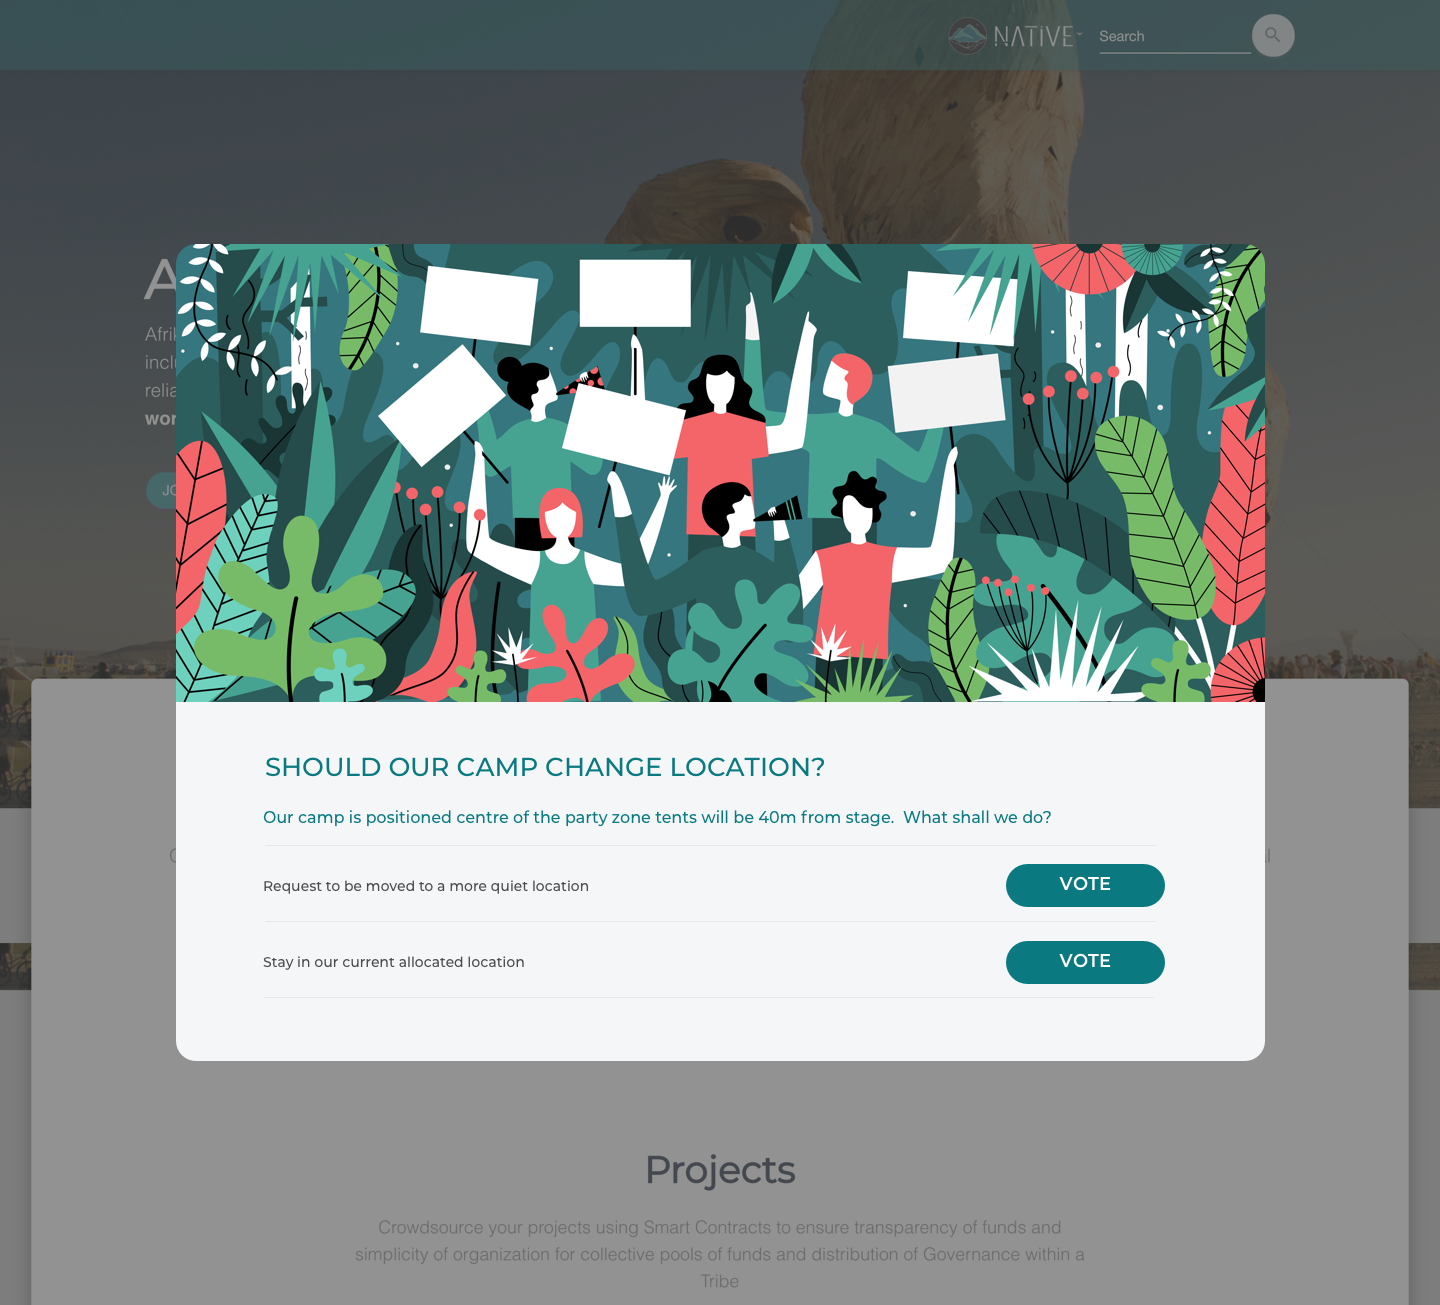 NATIVE
Search
A
Afri
inclu
relia
wor
JO
SHOULD OUR CAMP CHANGE LOCATION?
Our camp is positioned centre of the party zone tents will be 40m from stage. What shall we do?
Request to be moved to a more quiet location
VOTE
Stay in our current allocated location
VOTE
Projects
Crowdsource your projects using Smart Contracts to ensure transparency of funds and
simplicity of organization for collective pools of funds and distribution of Governance within a
Tribe